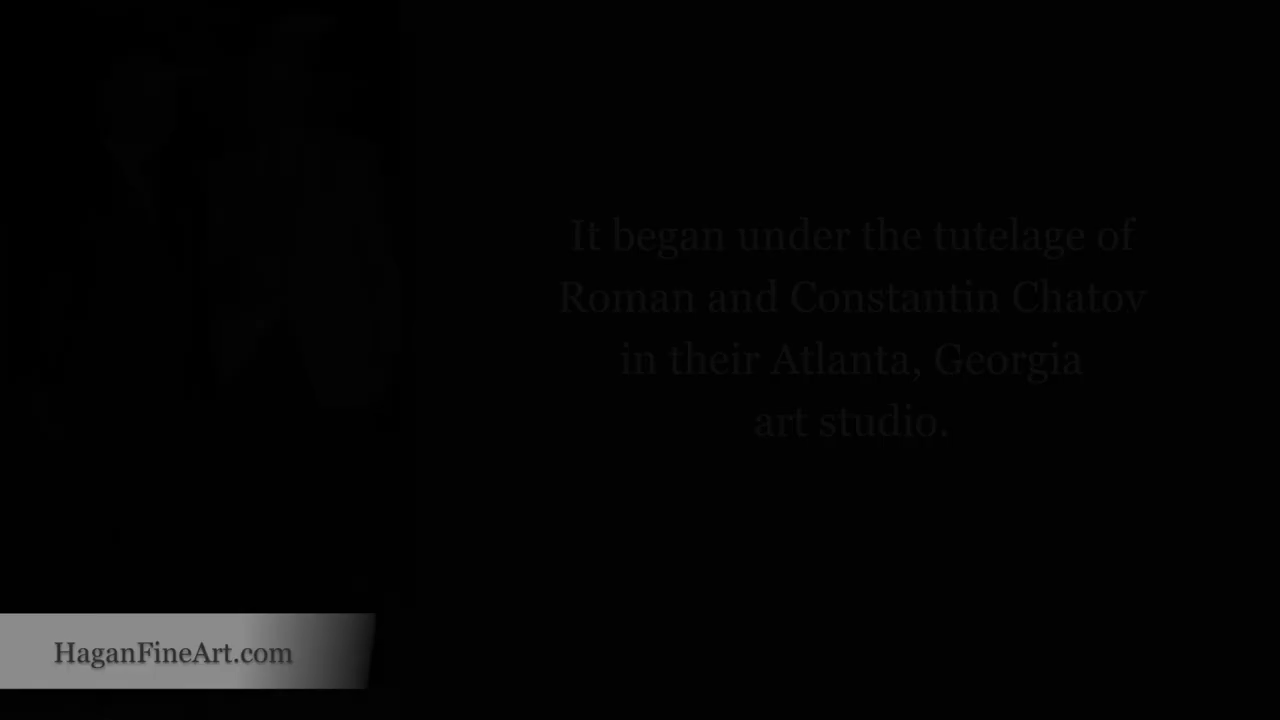 It began under the tutelage of
Roman and Constantin Chatov
in their Atlanta, Georgia
art studio.
HaganFineArt.com